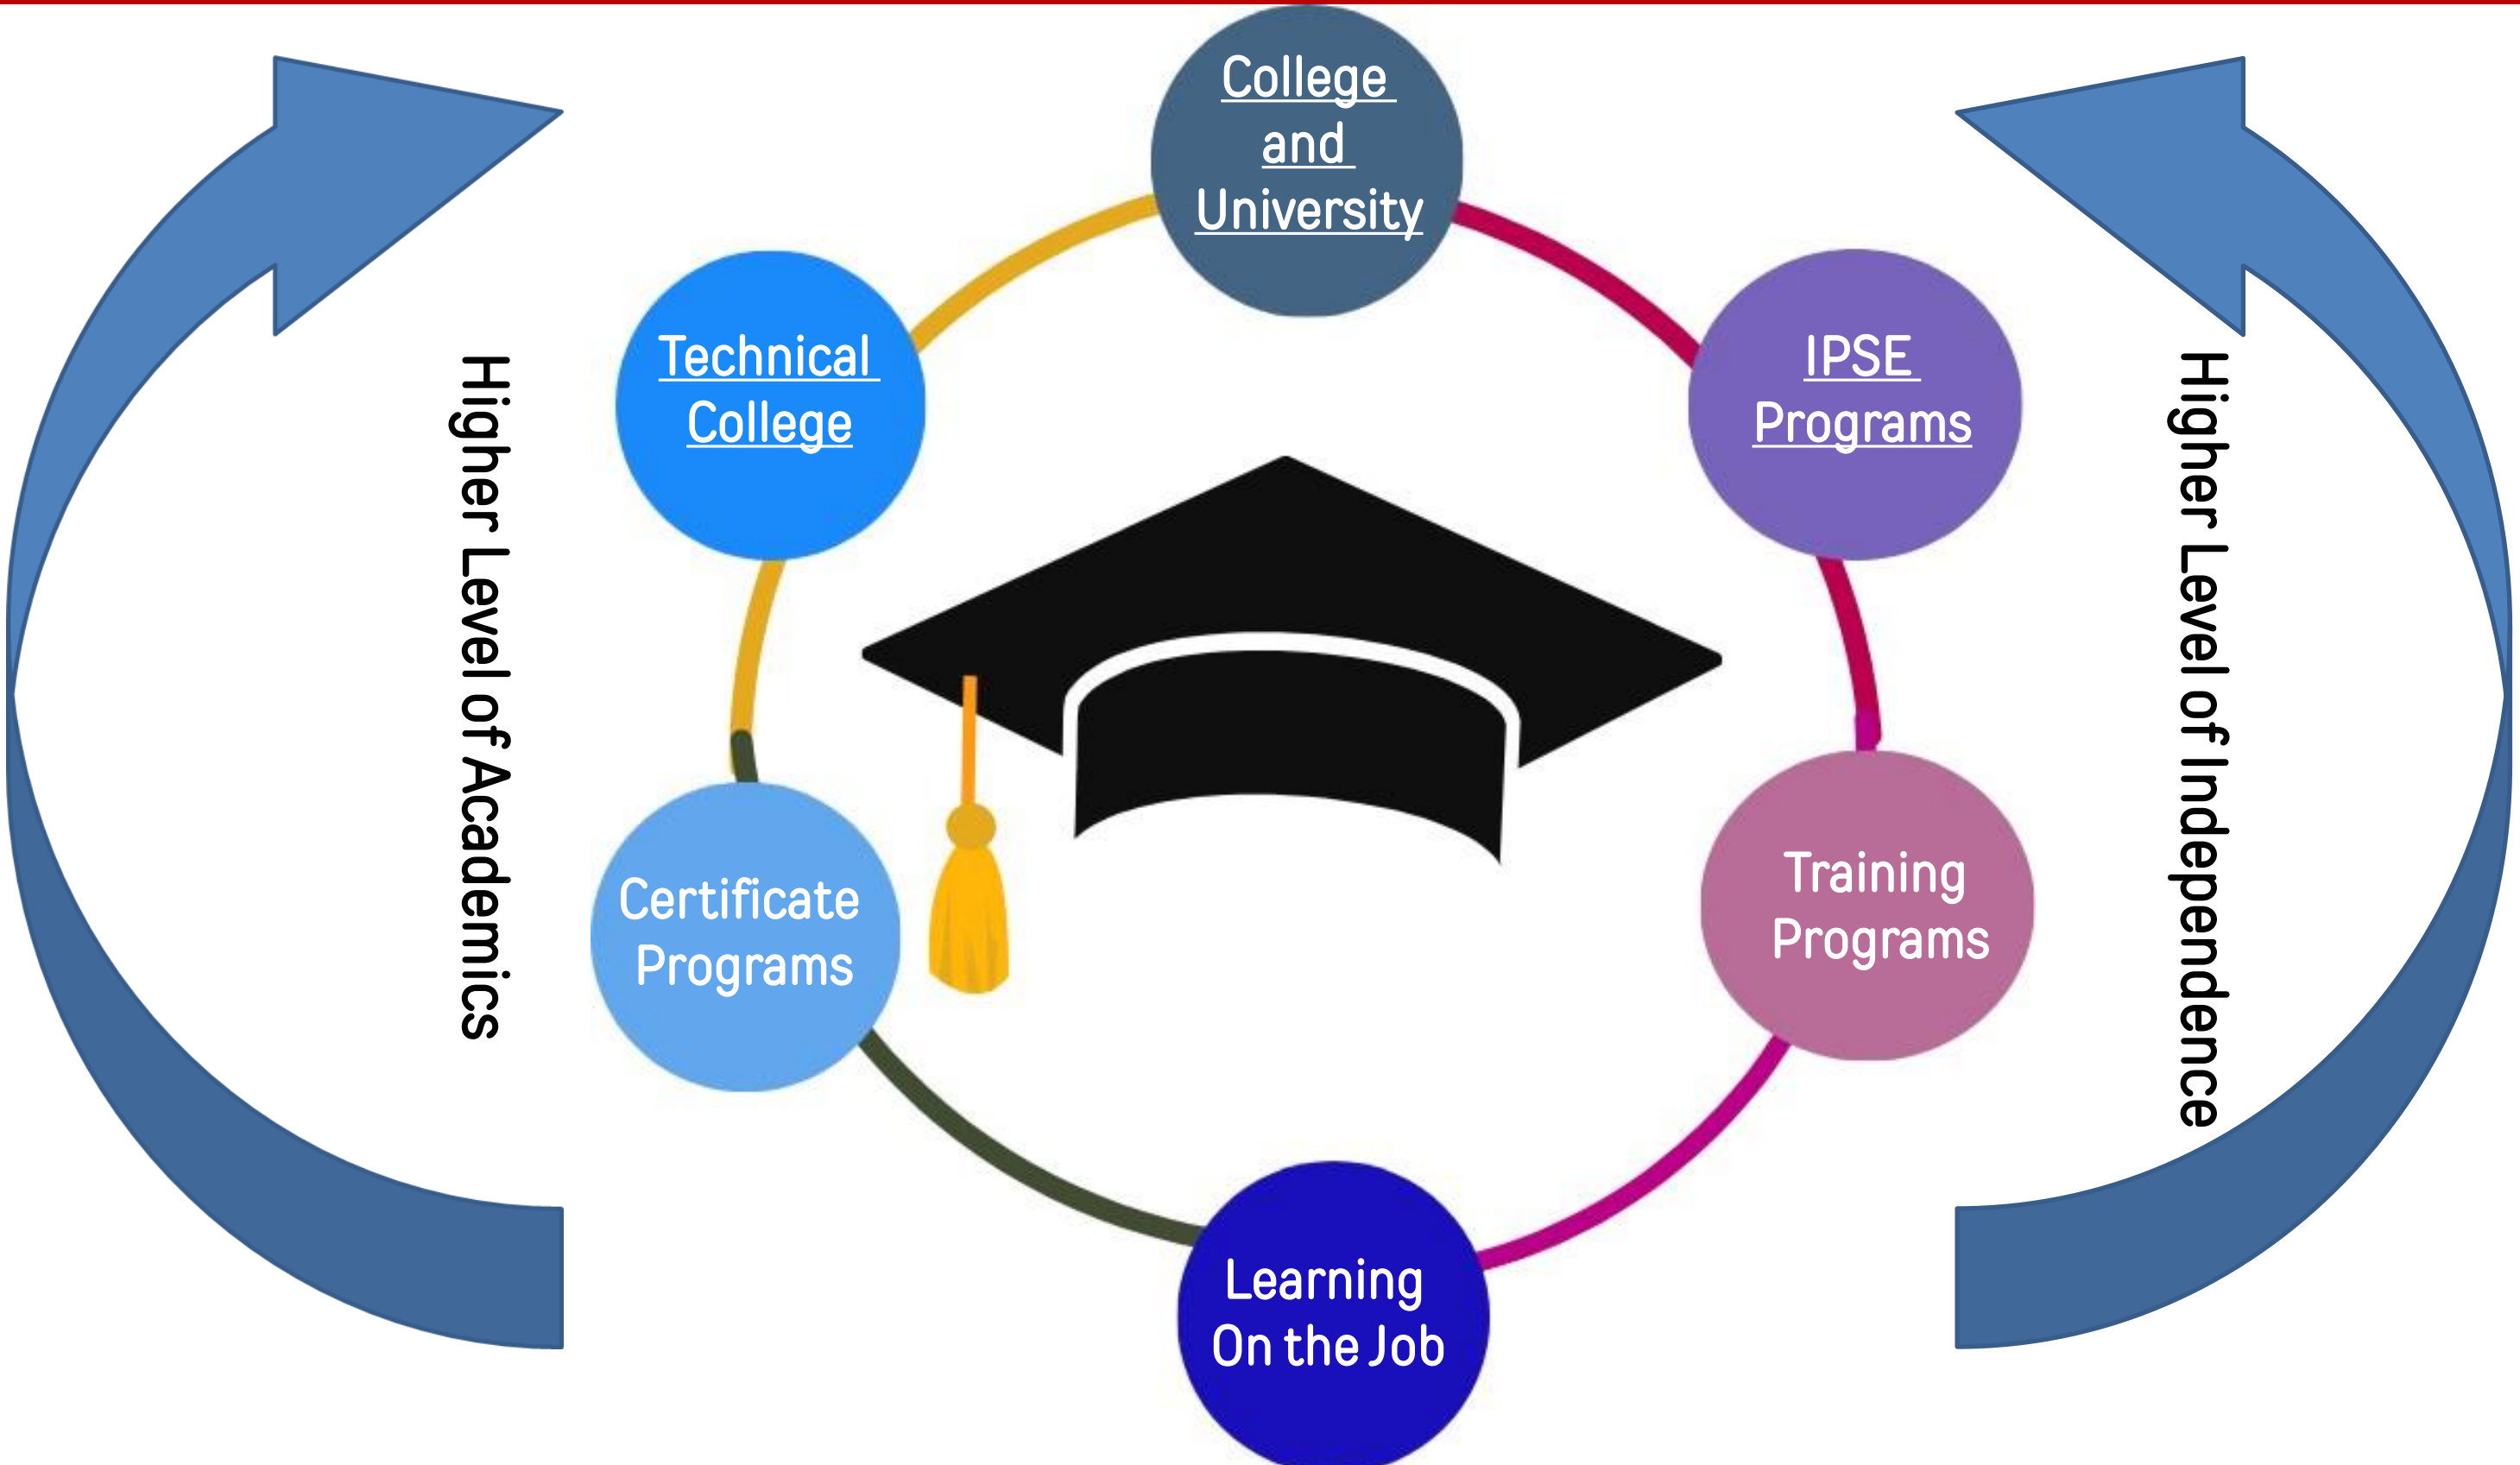 College
and
University
Technical
College
IPSE
Programs
Higher Level of Academics
Higher Level of Independence
Certificate
Programs
Training
Programs
Learning
On the Job